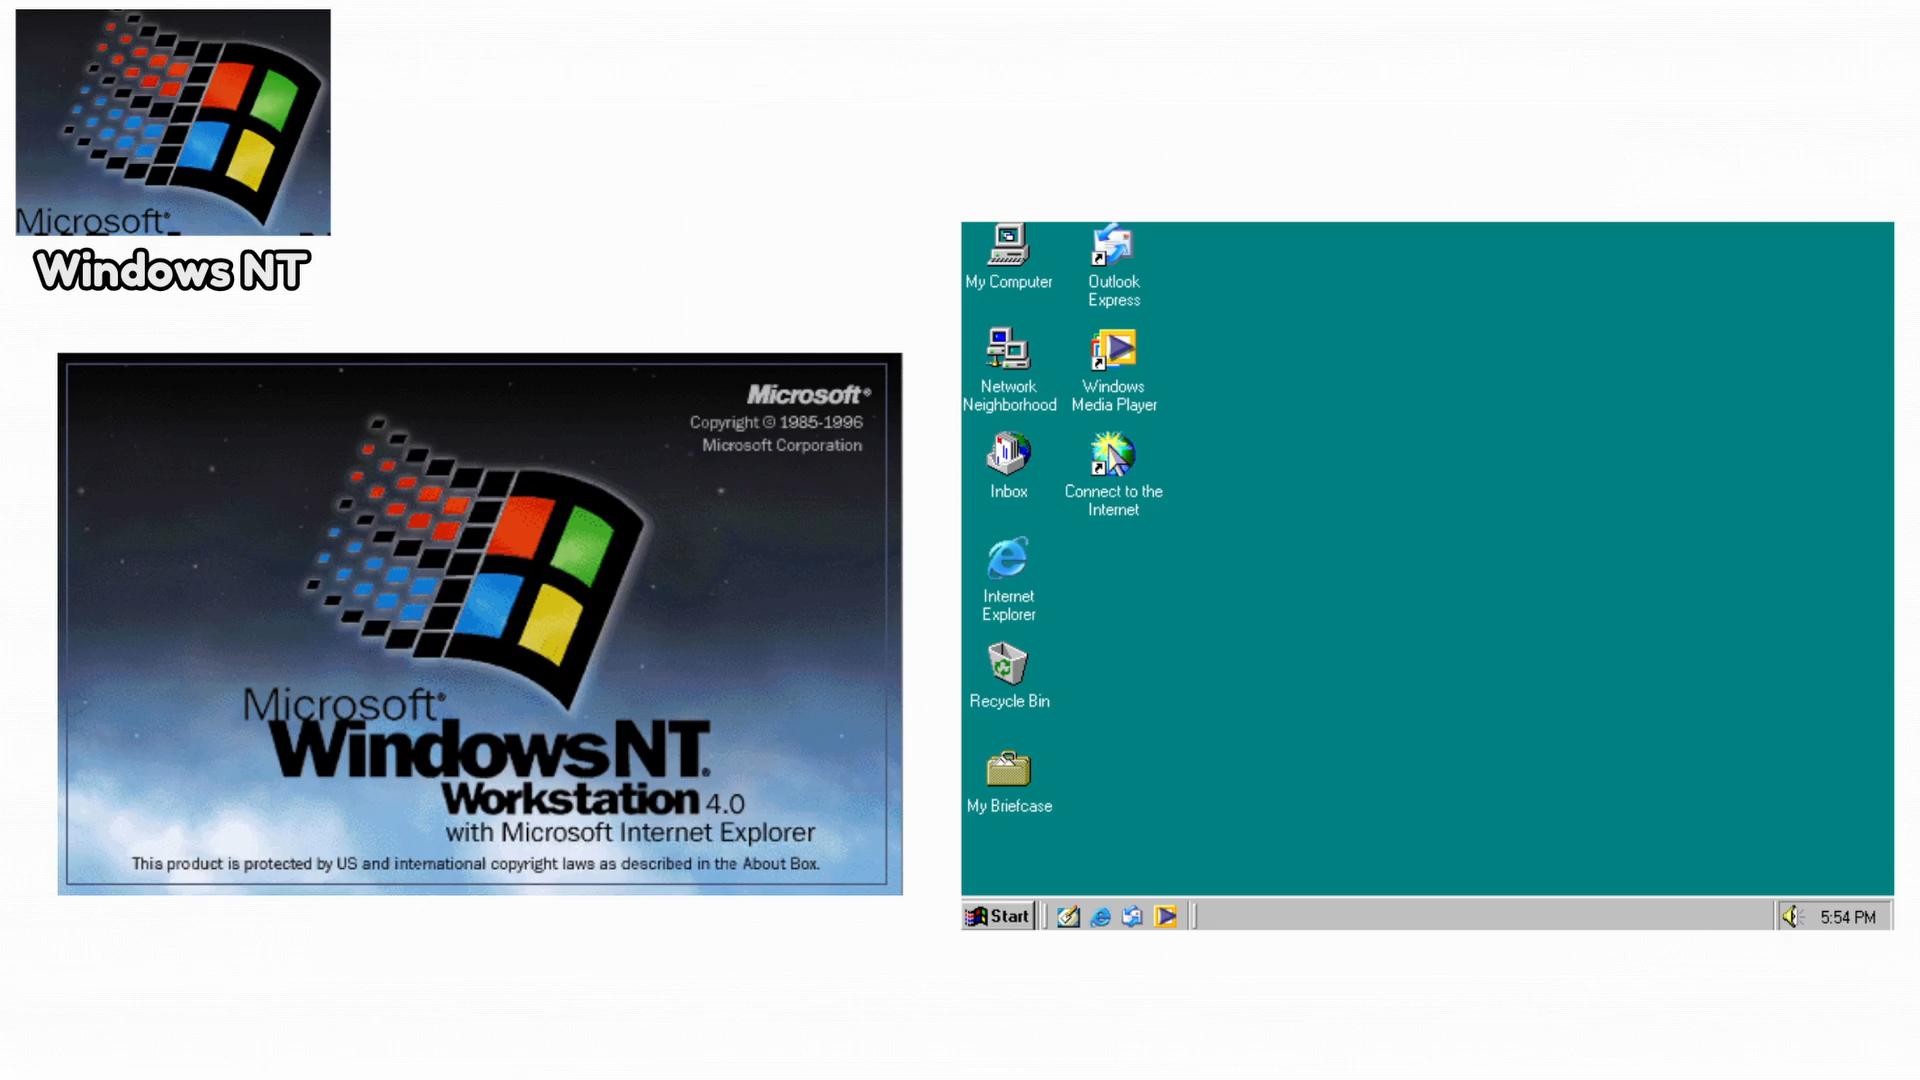 Microsoft®
Windows NT
Microsoft®
Copyright © 1985-1996
Microsoft Corporation
Microsoft®
WindowsNT®
Workstation 4.0
with Microsoft Internet Explorer
This product is protected by US and international copyright laws as described in the About Box.
My Computer
Outlook
Express
Network
Neighborhood
Windows
Media Player
Inbox
Connect to the
Internet
Internet
Explorer
Recycle Bin
My Briefcase
Start
5:54 PM